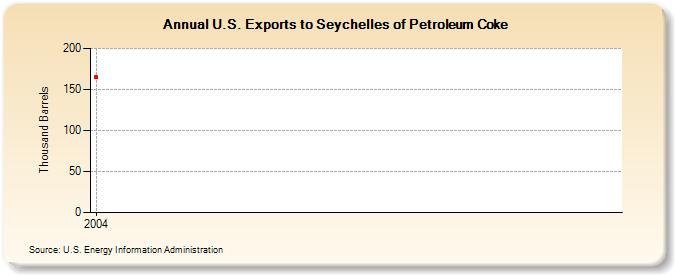 Annual U.S. Exports to Seychelles of Petroleum Coke
Thousand Barrels
200
150
100
50
0
2004
Source: U.S. Energy Information Administration